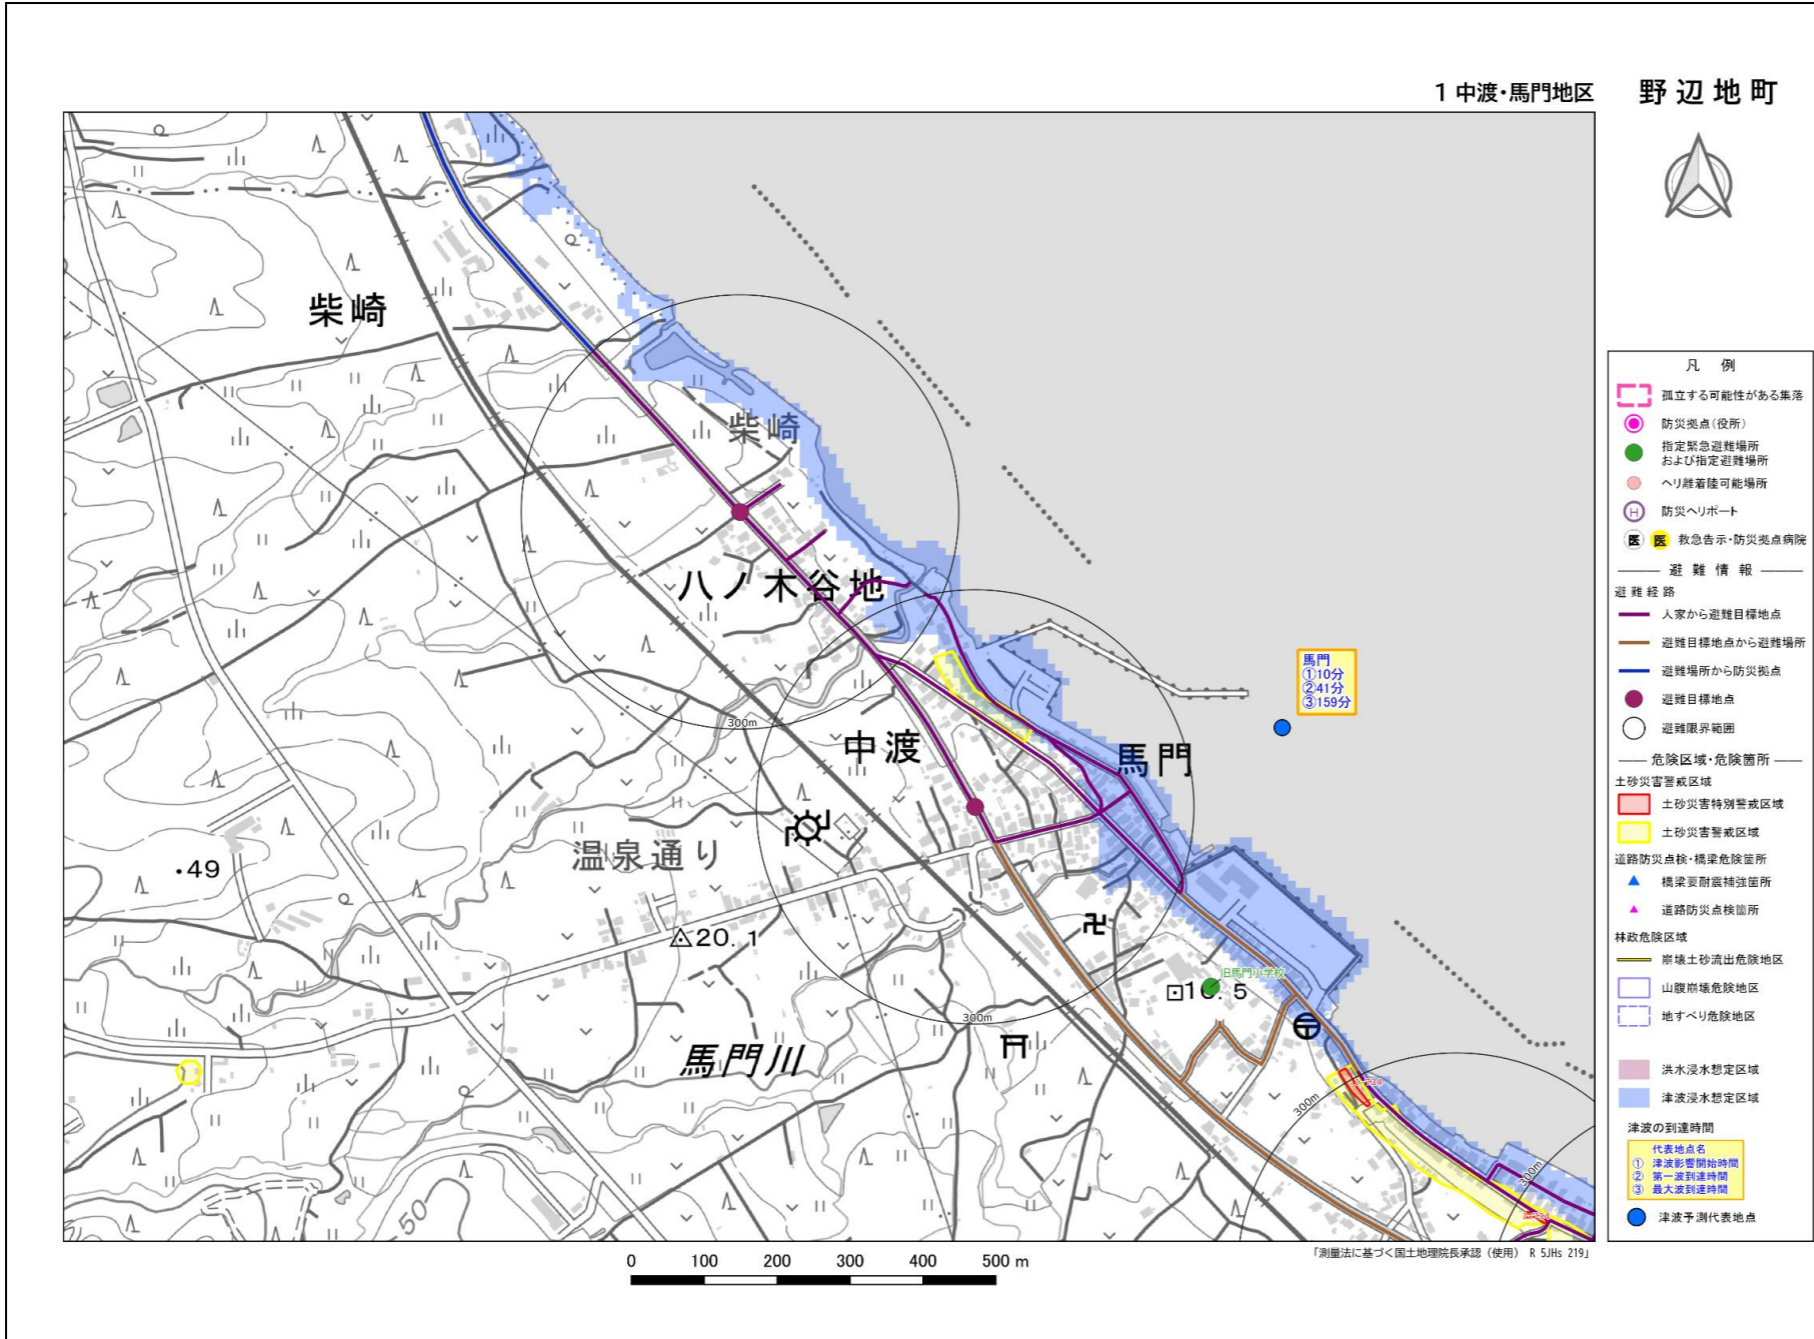 1 中渡・馬門地区
野辺地町
柴崎
柴崎
八ノ木谷地
300m
馬門
①10分
②41分
③159分
中渡
馬門
温泉通り
・49
20.1
旧馬門小学校
16.5
300m
馬門川
300m
300m
50
0 100 200 300 400 500 m
「測量法に基づく国土地理院長承認（使用） R 5JHs 219」
凡 例
孤立する可能性がある集落
防災拠点（役所）
指定緊急避難場所
および指定避難場所
ヘリ離着陸可能場所
H 防災ヘリポート
医 医 救急告示・防災拠点病院
避 難 情 報
避 難 経 路
人家から避難目標地点
避難目標地点から避難場所
避難場所から防災拠点
避難目標地点
避難限界範囲
危険区域・危険箇所
土砂災害警戒区域
土砂災害特別警戒区域
土砂災害警戒区域
道路防災点検・橋梁危険箇所
橋梁要耐震補強箇所
道路防災点検箇所
林政危険区域
崩壊土砂流出危険地区
山腹崩壊危険地区
地すべり危険地区
洪水浸水想定区域
津波浸水想定区域
津波の到達時間
代表地点名
① 津波影響開始時間
② 第一波到達時間
③ 最大波到達時間
津波予測代表地点